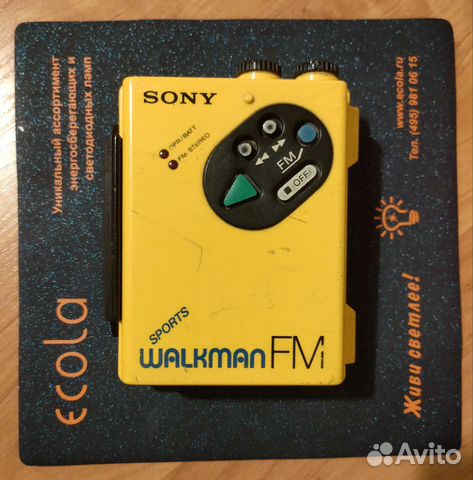 SONY
OPR/BATT
FM STEREO
FM
OFF
SPORTS
WALKMAN FM
ecola
Уникальный ассортимент
энергосберегающих и
светодиодных ламп
www.ecola.ru
Тел. (495) 981 06 15
Живи светлее!
Avito